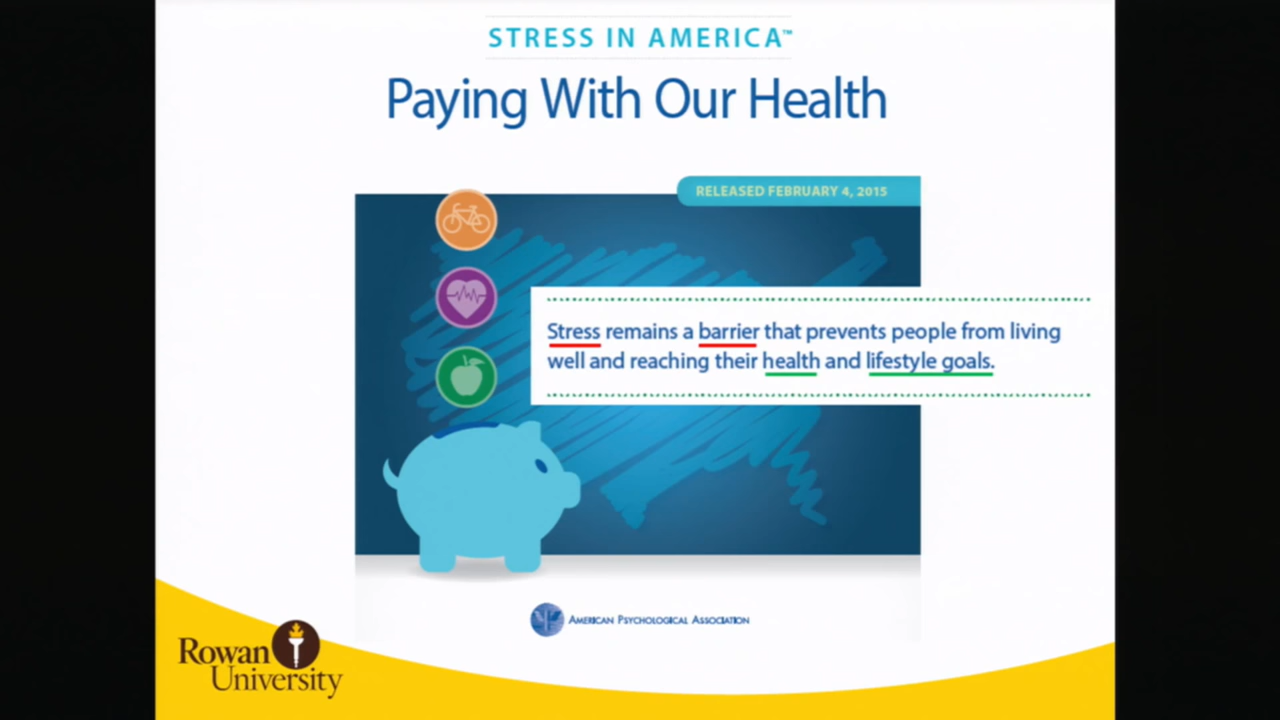 STRESS IN AMERICA™
Paying With Our Health
RELEASED FEBRUARY 4, 2015
Stress remains a barrier that prevents people from living
well and reaching their health and lifestyle goals.
AMERICAN PSYCHOLOGICAL ASSOCIATION
Rowan
University